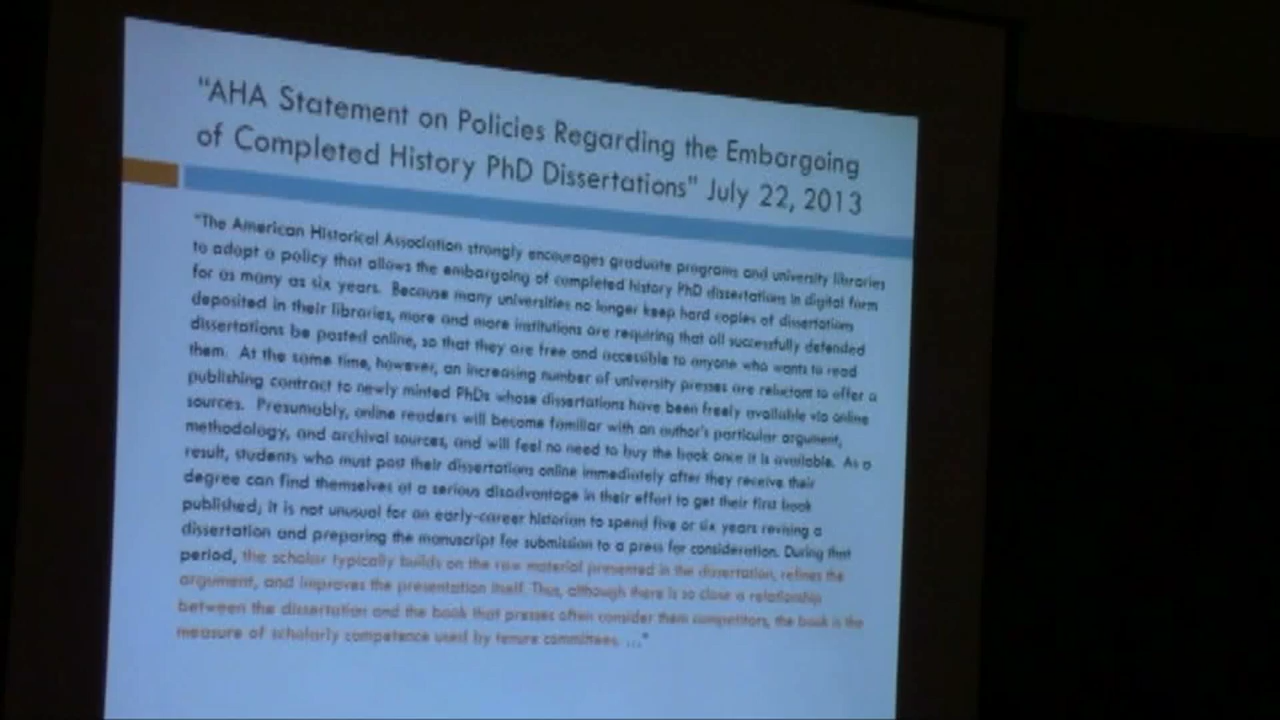 "AHA Statement on Policies Regarding the Embargoing
of Completed History PhD Dissertations" July 22, 2013
"The American Historical Association strongly encourages graduate programs and university libraries
to adopt a policy that allows the embargoing of completed history PhD dissertations in digital form
for as many as six years. Because many universities no longer keep hard copies of dissertations
deposited in their libraries, more and more institutions are requiring that all successfully defended
dissertations be posted online, so that they are free and accessible to anyone who wants to read
them. At the same time, however, an increasing number of university presses are reluctant to offer a
publishing contract to newly minted PhDs whose dissertations have been freely available via online
sources. Presumably, online readers will become familiar with an author's particular argument,
methodology, and archival sources, and will feel no need to buy the book once it is available. As a
result, students who must post their dissertations online immediately after they receive their
degree can find themselves at a serious disadvantage in their effort to get their first book
published; it is not unusual for an early-career historian to spend five or six years revising a
dissertation and preparing the manuscript for submission to a press for consideration. During that
period, the scholar typically builds on the raw material presented in the dissertation, refines the
argument, and improves the presentation itself. Thus, although there is so close a relationship
between the dissertation and the book that presses often consider them competitors, the book is the
measure of scholarly competence used by tenure committees. ..."